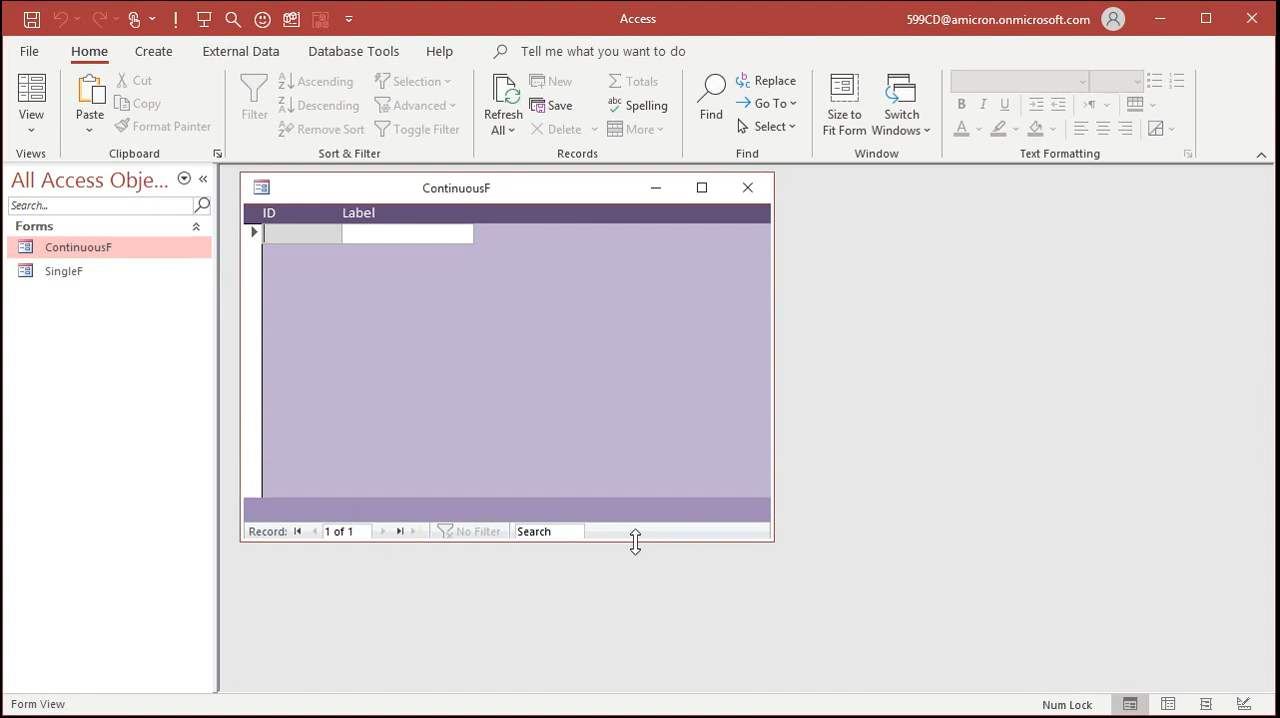 Access
599CD@amicron.onmicrosoft.com
File Home Create External Data Database Tools Help Tell me what you want to do
View
Views
Paste
Cut
Copy
Format Painter
Clipboard
Filter
Ascending
Descending
Remove Sort
Selection
Advanced
Toggle Filter
Sort & Filter
Refresh
All
New
Save
Delete
Totals
Spelling
More
Records
Find
Replace
Go To
Select
Find
Size to
Fit Form
Switch
Windows
Window
B I U
Text Formatting
All Access Obje...
Search...
Forms
ContinuousF
SingleF
ContinuousF
ID Label
Record: 1 of 1 No Filter Search
Form View
Num Lock